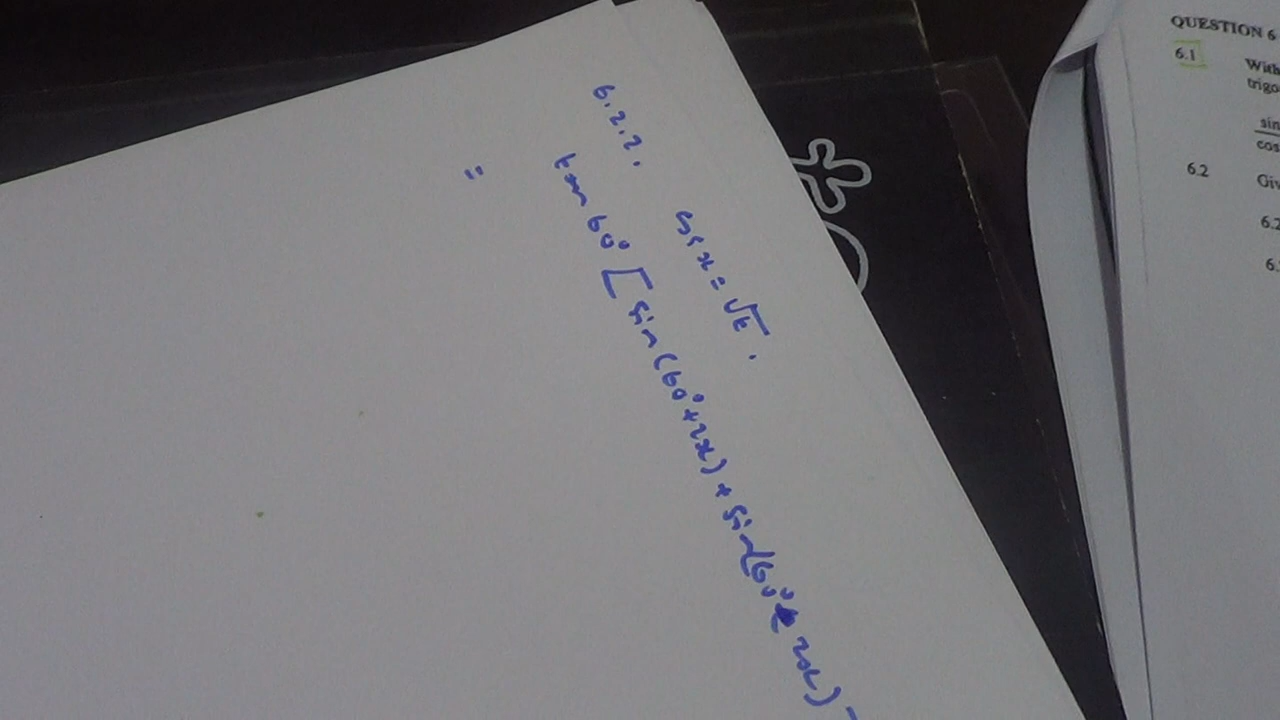 6.2.2.
cos x = √t .
tan 60° [ sin(60°+2x) + sin(60° 2x)
=
QUESTION 6
6.1
With
trigo
sin
cos
6.2
Giv
6.2
6.